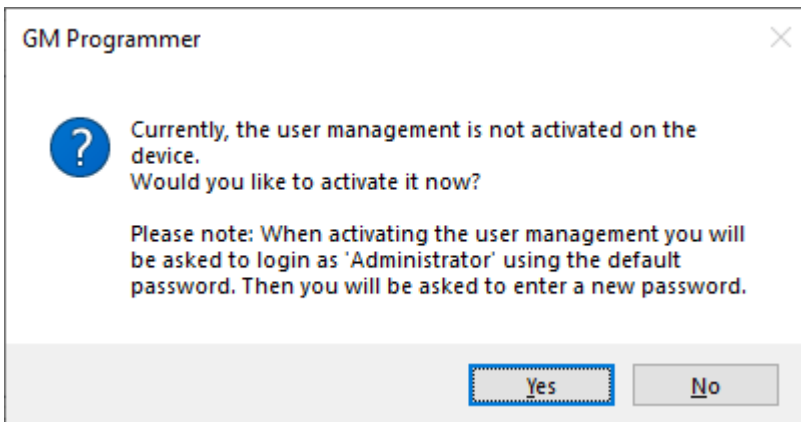 GM Programmer
?
Currently, the user management is not activated on the
device.
Would you like to activate it now?
Please note: When activating the user management you will
be asked to login as 'Administrator' using the default
password. Then you will be asked to enter a new password.
Yes
No